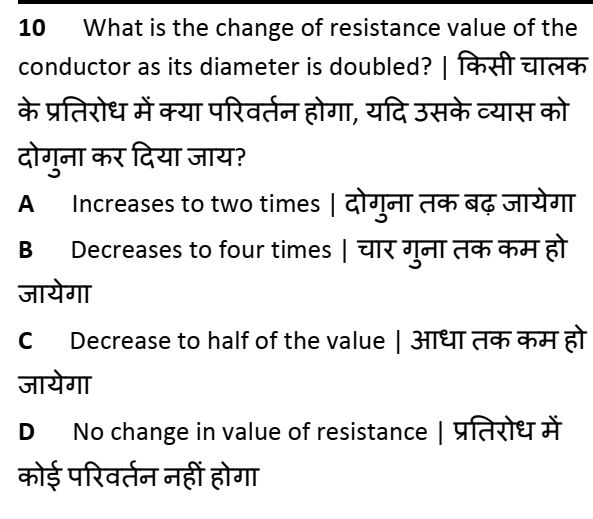 10 What is the change of resistance value of the
conductor as its diameter is doubled? | किसी चालक
के प्रतिरोध में क्या परिवर्तन होगा, यदि उसके व्यास को
दोगुना कर दिया जाय?
A Increases to two times | दोगुना तक बढ़ जायेगा
B Decreases to four times | चार गुना तक कम हो
जायेगा
C Decrease to half of the value | आधा तक कम हो
जायेगा
D No change in value of resistance | प्रतिरोध में
कोई परिवर्तन नहीं होगा